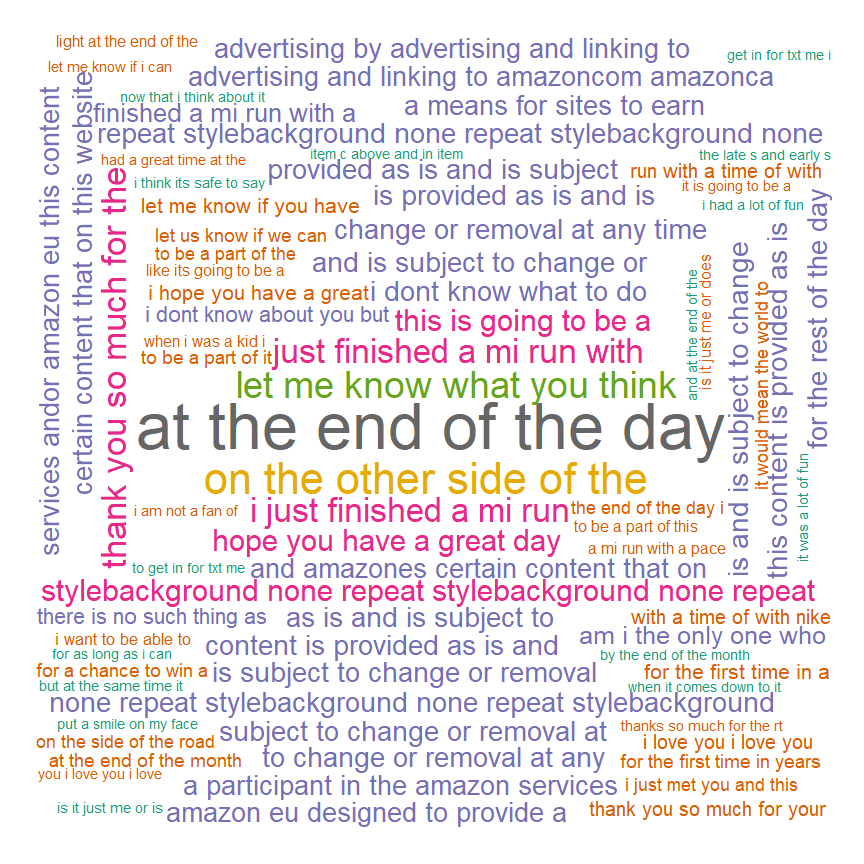 light at the end of the
advertising by advertising and linking to
get in for txt me i
let me know if i can
advertising and linking to amazoncom amazonca
now that i think about it
a means for sites to earn
finished a mi run with a
repeat stylebackground none repeat stylebackground none
had a great time at the
item c above and in item
the late s and early s
provided as is and is subject
run with a time of with
i think its safe to say
is provided as is and is
it is going to be a
let me know if you have
i had a lot of fun
let us know if we can
change or removal at any time
to be a part of the
like its going to be a
and is subject to change or
i hope you have a great
i dont know what to do
i dont know about you but
this is going to be a
when i was a kid i
to be a part of it
just finished a mi run with
let me know what you think
at the end of the day
on the other side of the
services andor amazon eu this content
certain content that on this website
thank you so much for the
and at the end of the
is it just me or does
is and is subject to change
it would mean the world to
this content is provided as is
it was a lot of fun
for the rest of the day
i am not a fan of
i just finished a mi run
the end of the day i
to be a part of this
hope you have a great day
a mi run with a pace
to get in for txt me
and amazones certain content that on
stylebackground none repeat stylebackground none repeat
there is no such thing as
as is and is subject to
with a time of with nike
i want to be able to
content is provided as is and
am i the only one who
for as long as i can
by the end of the month
for a chance to win a
is subject to change or removal
for the first time in a
but at the same time it
when it comes down to it
none repeat stylebackground none repeat stylebackground
put a smile on my face
subject to change or removal at
thanks so much for the rt
on the side of the road
i love you i love you
at the end of the month
to change or removal at any
for the first time in years
you i love you i love
a participant in the amazon services
i just met you and this
is it just me or is
amazon eu designed to provide a
thank you so much for your